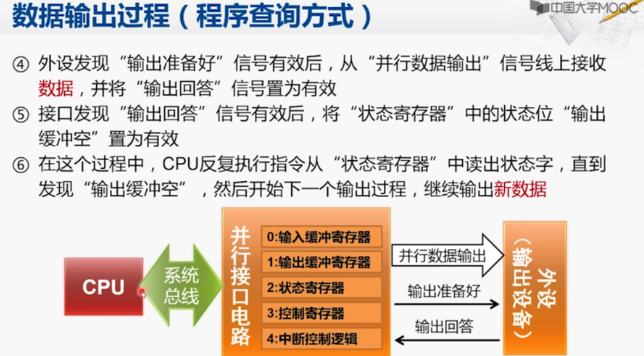 数据输出过程（程序查询方式）
中国大学MOOC
④ 外设发现“输出准备好”信号有效后，从“并行数据输出”信号线上接收
数据，并将“输出回答”信号置为有效
⑤ 接口发现“输出回答”信号有效后，将“状态寄存器”中的状态位“输出
缓冲空”置为有效
⑥ 在这个过程中，CPU反复执行指令从“状态寄存器”中读出状态字，直到
发现“输出缓冲空”，然后开始下一个输出过程，继续输出新数据
CPU
系统
总线
并行接口电路
0:输入缓冲寄存器
1:输出缓冲寄存器
2:状态寄存器
3:控制寄存器
4:中断控制逻辑
并行数据输出
输出准备好
输出回答
外设
（输出设备）